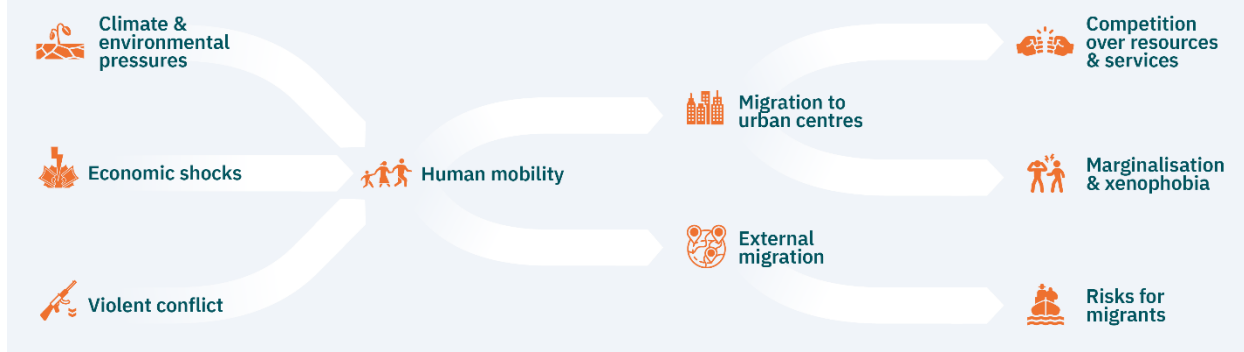 Climate &
environmental
pressures
Economic shocks
Violent conflict
Human mobility
Migration to
urban centres
External
migration
Competition
over resources
& services
Marginalisation
& xenophobia
Risks for
migrants